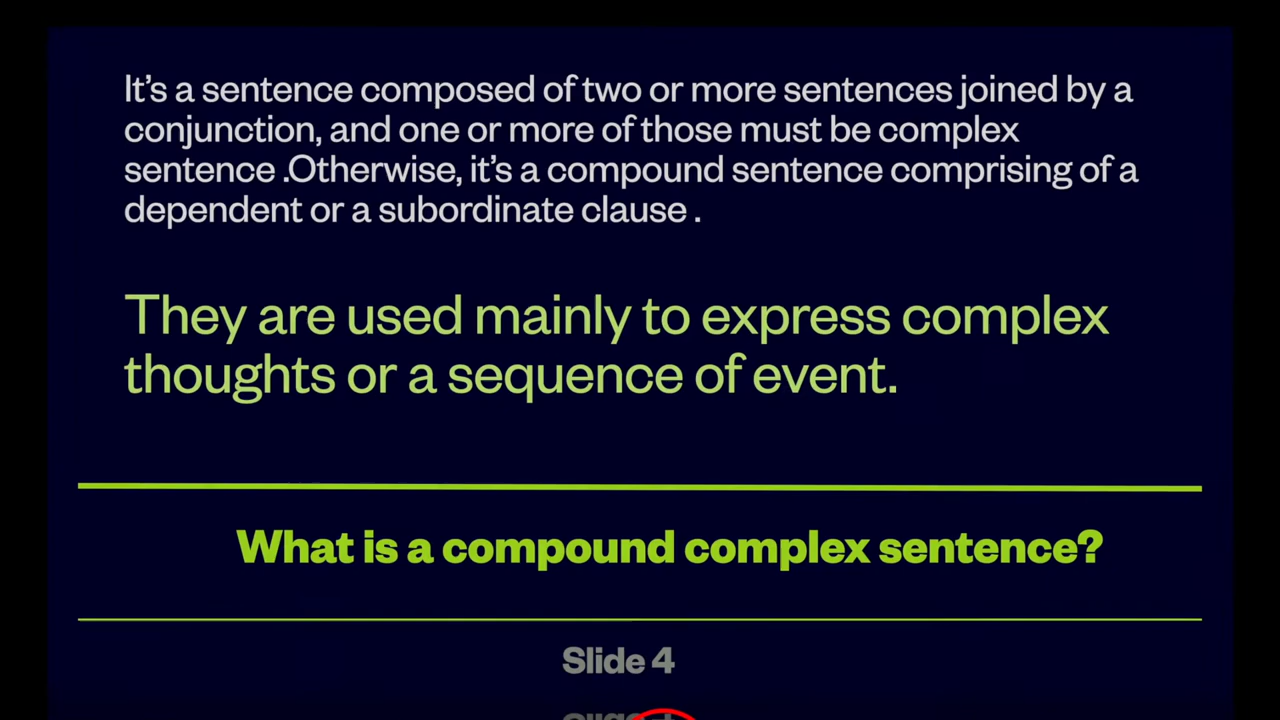 It’s a sentence composed of two or more sentences joined by a
conjunction, and one or more of those must be complex
sentence .Otherwise, it’s a compound sentence comprising of a
dependent or a subordinate clause .
They are used mainly to express complex
thoughts or a sequence of event.
What is a compound complex sentence?
Slide 4